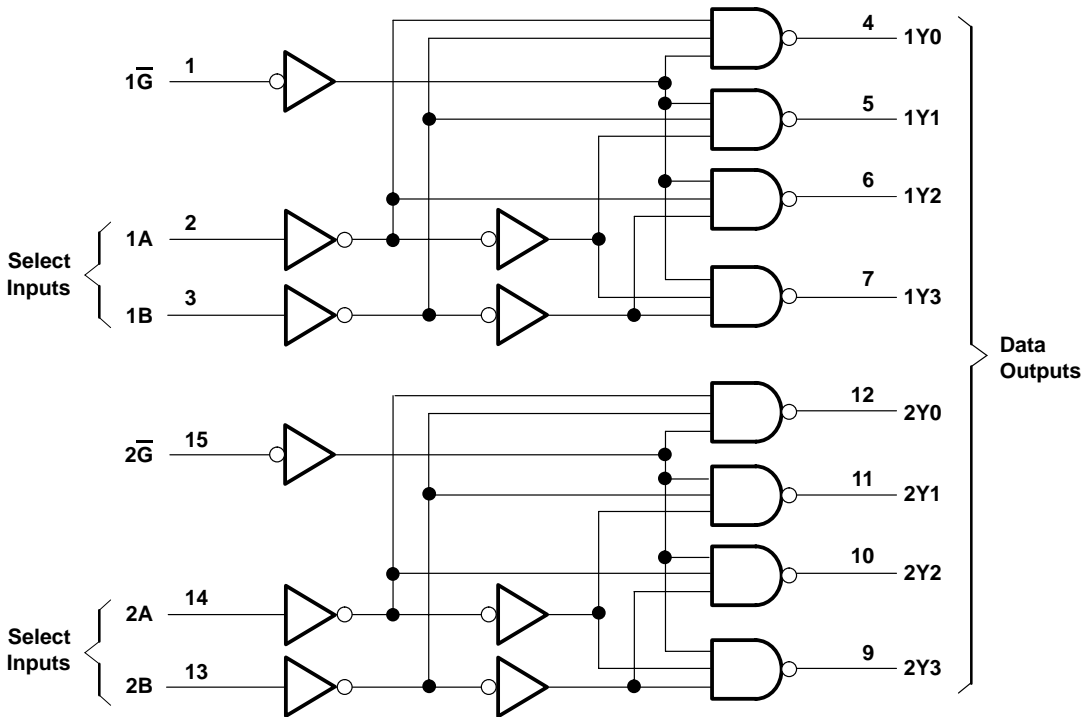 4
1Y0
1
1G̅
5
1Y1
6
1Y2
2
1A
Select
Inputs
3
1B
7
1Y3
Data
Outputs
12
2Y0
15
2G̅
11
2Y1
10
2Y2
14
2A
Select
Inputs
13
2B
9
2Y3